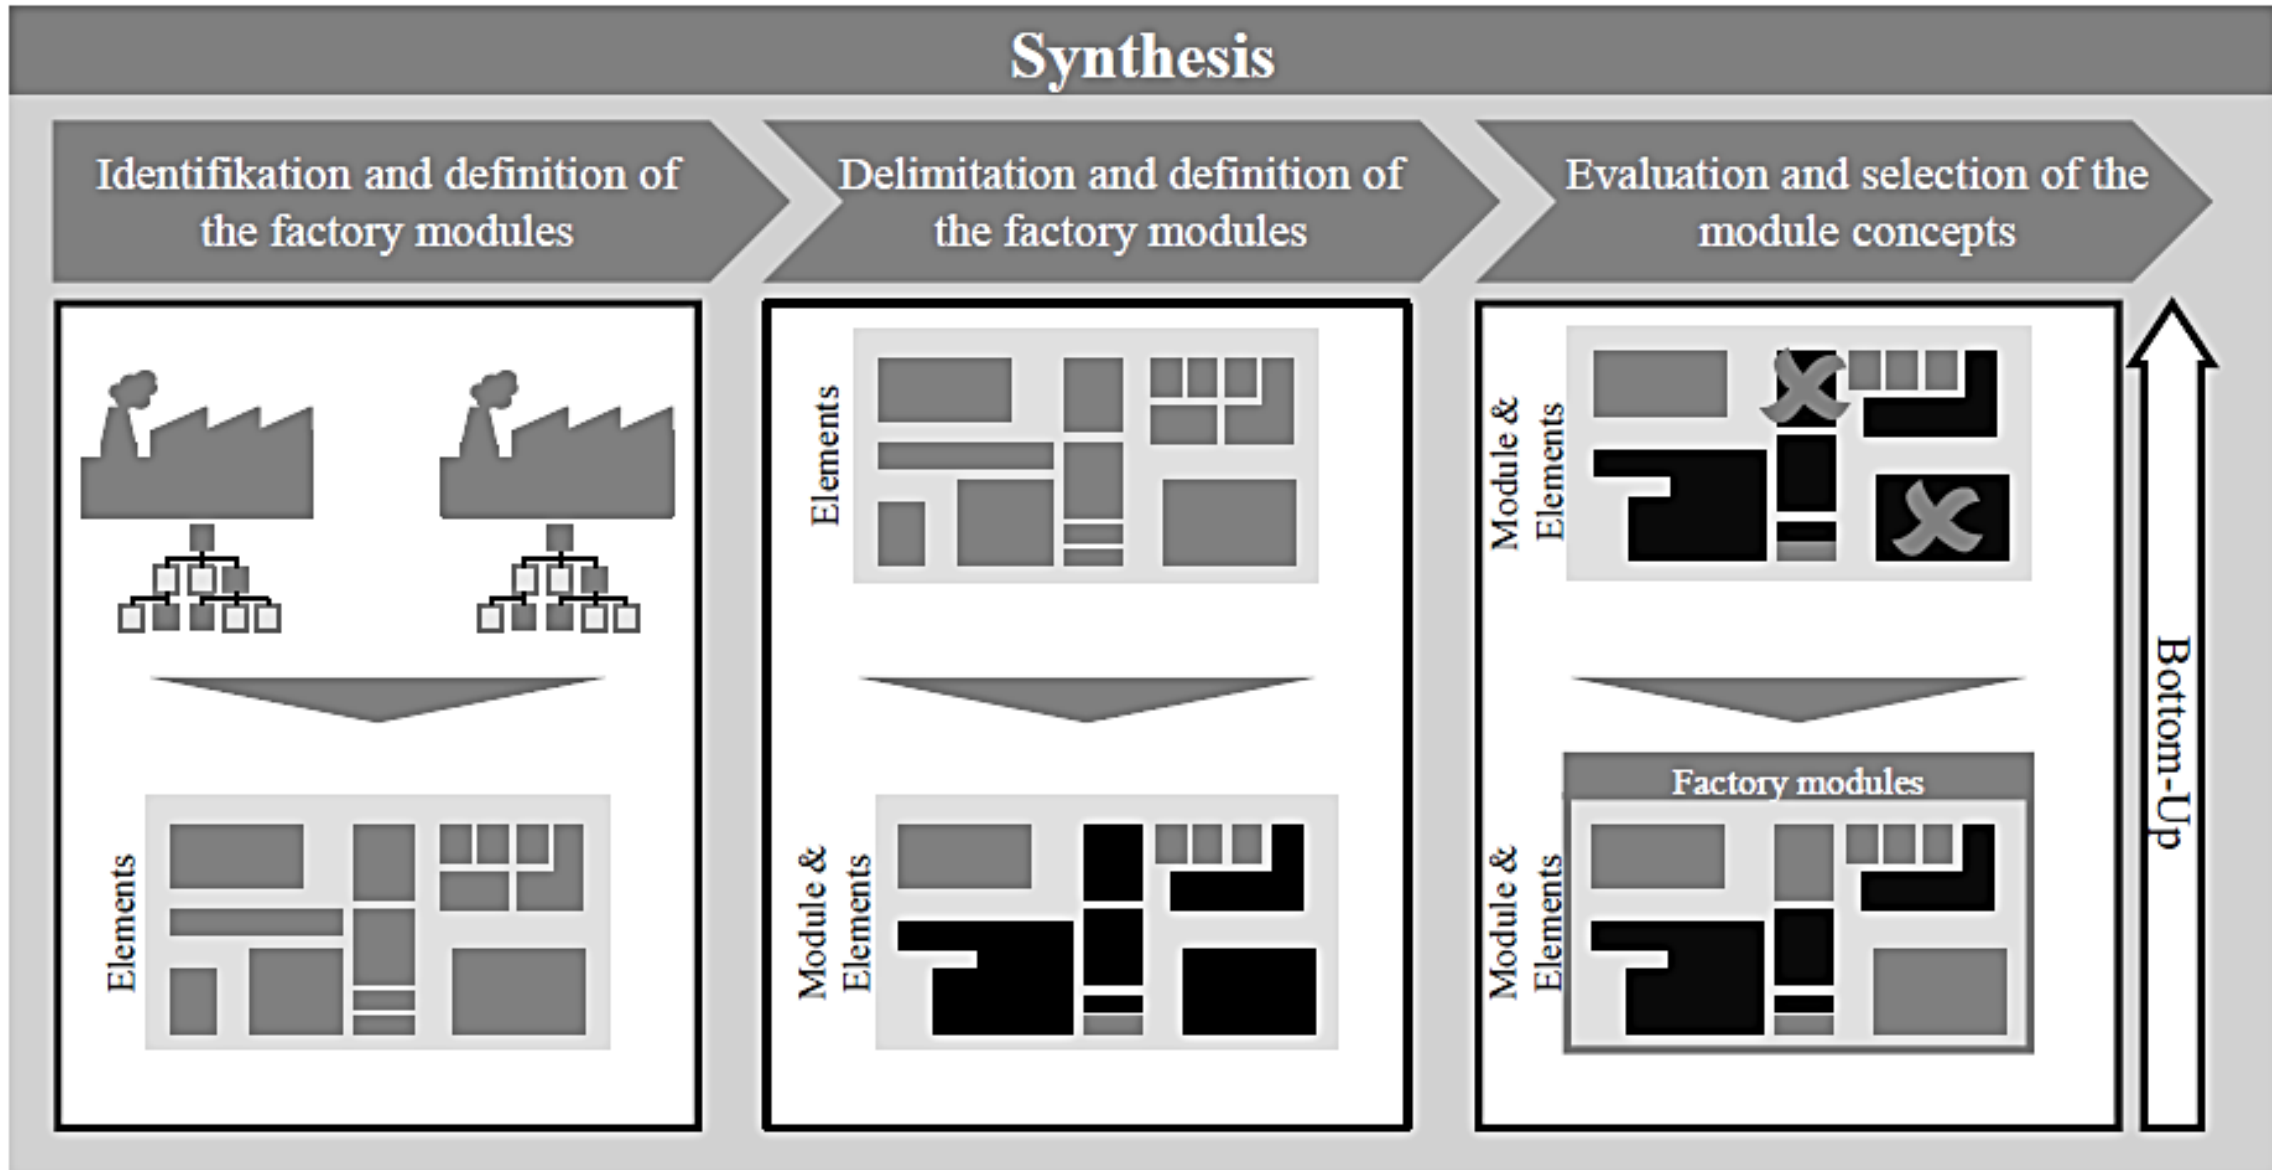 Synthesis
Identifikation and definition of
the factory modules
Delimitation and definition of
the factory modules
Evaluation and selection of the
module concepts
Elements
Elements
Module &
Elements
Module &
Elements
Factory modules
Module &
Elements
Bottom-Up